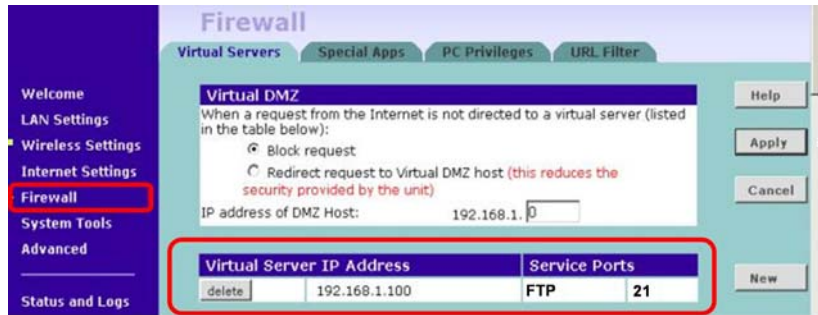 Firewall
Virtual Servers Special Apps PC Privileges URL Filter
Welcome
LAN Settings
Wireless Settings
Internet Settings
Firewall
System Tools
Advanced
Status and Logs
Virtual DMZ
When a request from the Internet is not directed to a virtual server (listed
in the table below):
Block request
Redirect request to Virtual DMZ host (this reduces the
security provided by the unit)
IP address of DMZ Host: 192.168.1. 0
Virtual Server IP Address Service Ports
delete 192.168.1.100 FTP 21
Help
Apply
Cancel
New